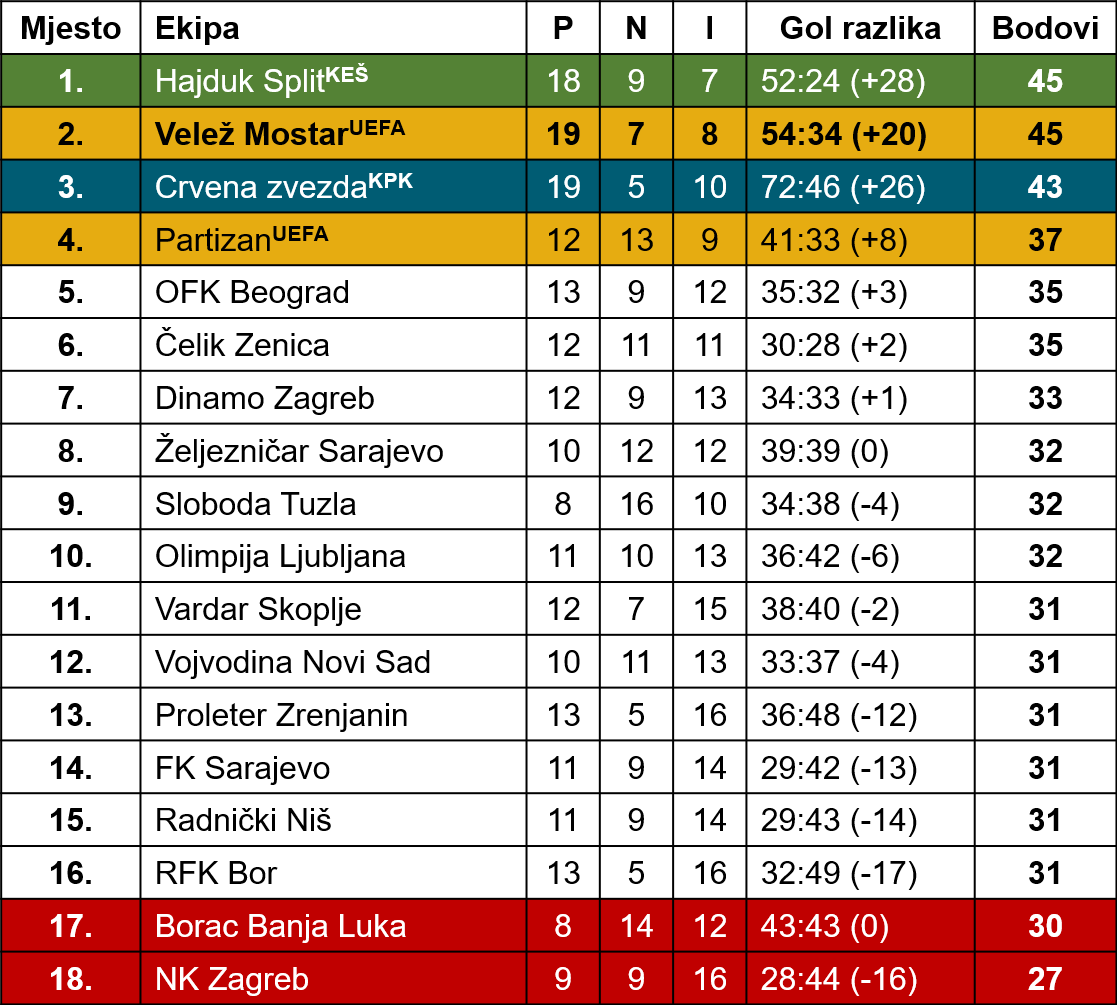 Mjesto Ekipa P N I Gol razlika Bodovi
1. Hajduk SplitKEŠ 18 9 7 52:24 (+28) 45
2. Velež MostarUEFA 19 7 8 54:34 (+20) 45
3. Crvena zvezdaKPK 19 5 10 72:46 (+26) 43
4. PartizanUEFA 12 13 9 41:33 (+8) 37
5. OFK Beograd 13 9 12 35:32 (+3) 35
6. Čelik Zenica 12 11 11 30:28 (+2) 35
7. Dinamo Zagreb 12 9 13 34:33 (+1) 33
8. Željezničar Sarajevo 10 12 12 39:39 (0) 32
9. Sloboda Tuzla 8 16 10 34:38 (-4) 32
10. Olimpija Ljubljana 11 10 13 36:42 (-6) 32
11. Vardar Skoplje 12 7 15 38:40 (-2) 31
12. Vojvodina Novi Sad 10 11 13 33:37 (-4) 31
13. Proleter Zrenjanin 13 5 16 36:48 (-12) 31
14. FK Sarajevo 11 9 14 29:42 (-13) 31
15. Radnički Niš 11 9 14 29:43 (-14) 31
16. RFK Bor 13 5 16 32:49 (-17) 31
17. Borac Banja Luka 8 14 12 43:43 (0) 30
18. NK Zagreb 9 9 16 28:44 (-16) 27